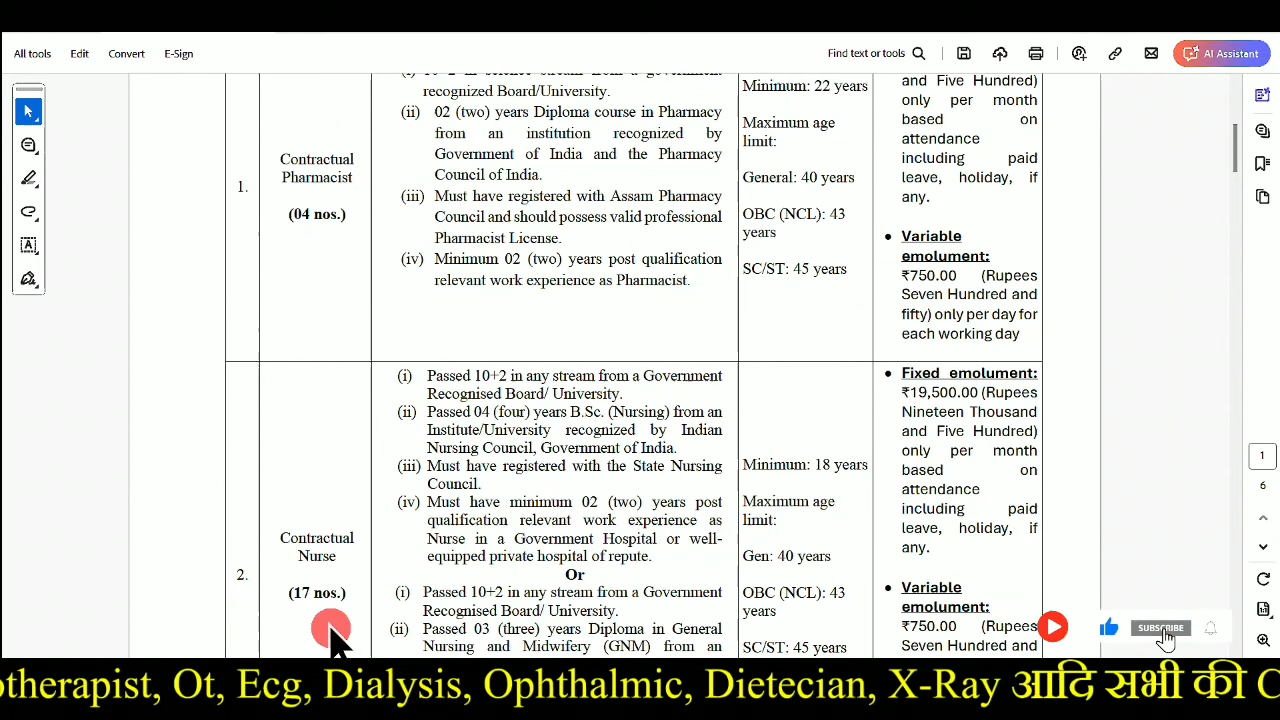 All tools Edit Convert E-Sign Find text or tools AI Assistant
recognized Board/University.
(ii) 02 (two) years Diploma course in Pharmacy
from an institution recognized by
Government of India and the Pharmacy
Council of India.
(iii) Must have registered with Assam Pharmacy
Council and should possess valid professional
Pharmacist License.
(iv) Minimum 02 (two) years post qualification
relevant work experience as Pharmacist.
1.
Contractual
Pharmacist
(04 nos.)
Minimum: 22 years
Maximum age
limit:
General: 40 years
OBC (NCL): 43
years
SC/ST: 45 years
and Five Hundred)
only per month
based on
attendance
including paid
leave, holiday, if
any.
• Variable
emolument:
₹750.00 (Rupees
Seven Hundred and
fifty) only per day for
each working day
2.
Contractual
Nurse
(17 nos.)
(i) Passed 10+2 in any stream from a Government
Recognised Board/ University.
(ii) Passed 04 (four) years B.Sc. (Nursing) from an
Institute/University recognized by Indian
Nursing Council, Government of India.
(iii) Must have registered with the State Nursing
Council.
(iv) Must have minimum 02 (two) years post
qualification relevant work experience as
Nurse in a Government Hospital or well-
equipped private hospital of repute.
Or
(i) Passed 10+2 in any stream from a Government
Recognised Board/ University.
(ii) Passed 03 (three) years Diploma in General
Nursing and Midwifery (GNM) from an
Minimum: 18 years
Maximum age
limit:
Gen: 40 years
OBC (NCL): 43
years
SC/ST: 45 years
• Fixed emolument:
₹19,500.00 (Rupees
Nineteen Thousand
and Five Hundred)
only per month
based on
attendance
including paid
leave, holiday, if
any.
• Variable
emolument:
₹750.00 (Rupees
Seven Hundred and
1
6
SUBSCRIBE
otherapist, Ot, Ecg, Dialysis, Ophthalmic, Dietecian, X-Ray आदि सभी की C